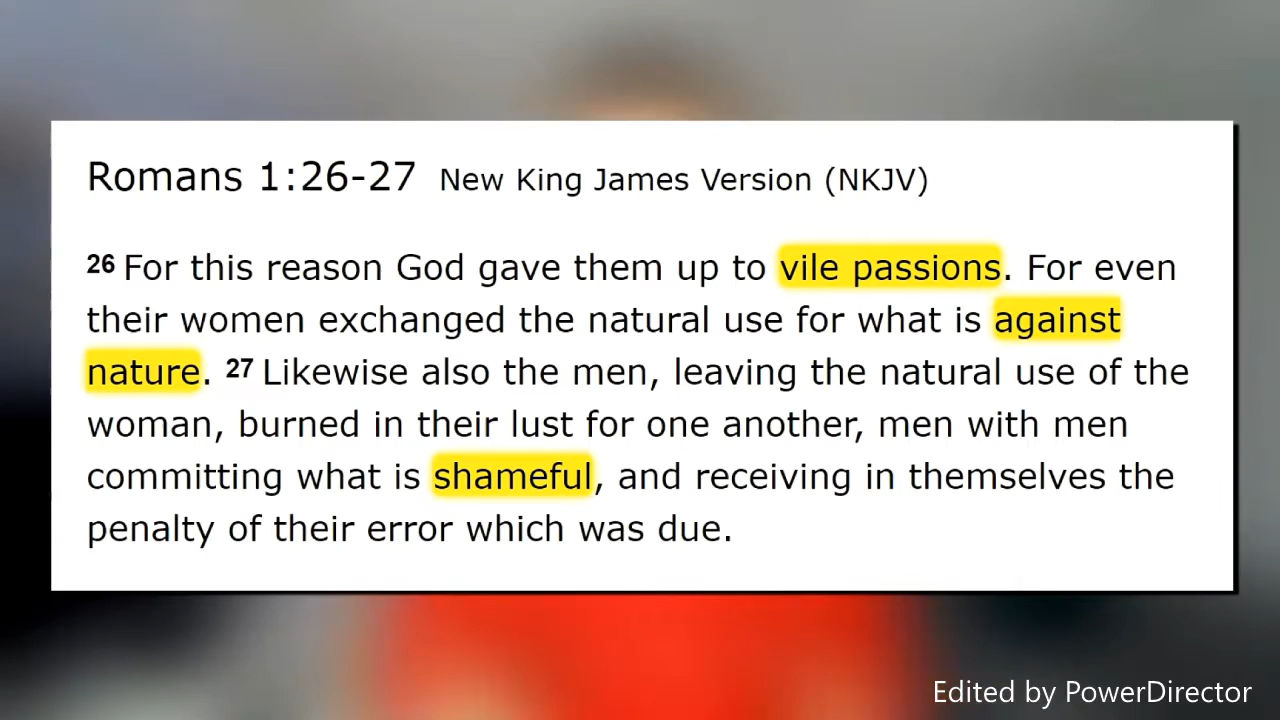 Romans 1:26-27 New King James Version (NKJV)
26 For this reason God gave them up to vile passions. For even
their women exchanged the natural use for what is against
nature. 27 Likewise also the men, leaving the natural use of the
woman, burned in their lust for one another, men with men
committing what is shameful, and receiving in themselves the
penalty of their error which was due.
Edited by PowerDirector